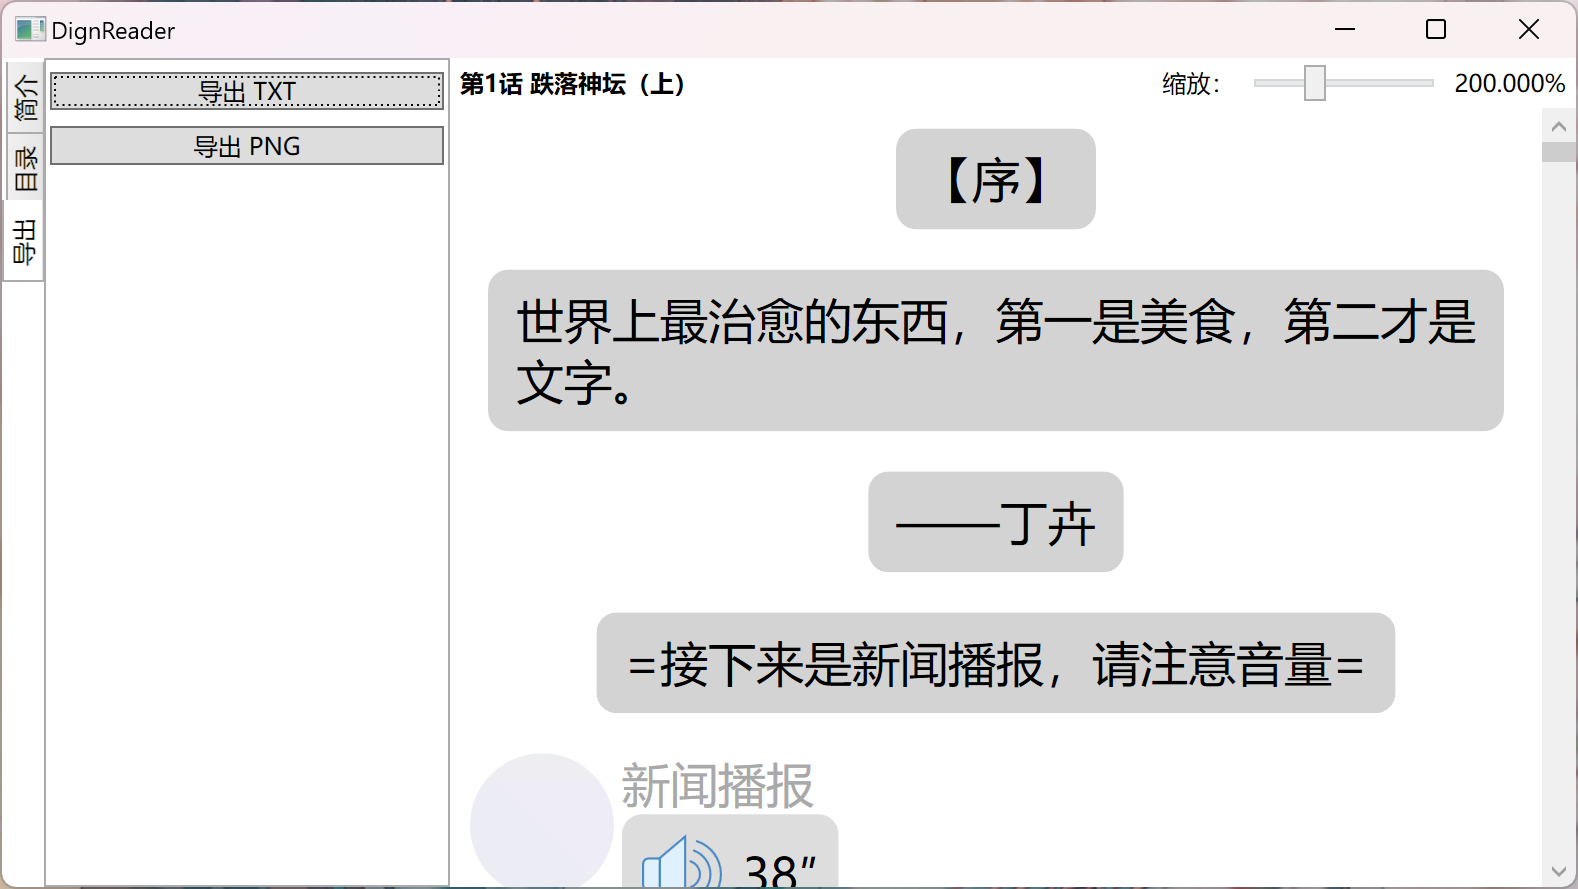 DignReader
简介
目录
导出
导出 TXT
导出 PNG
第1话 跌落神坛（上）
缩放：
200.000%
【序】
世界上最治愈的东西，第一是美食，第二才是
文字。
——丁卉
=接下来是新闻播报，请注意音量=
新闻播报
38″